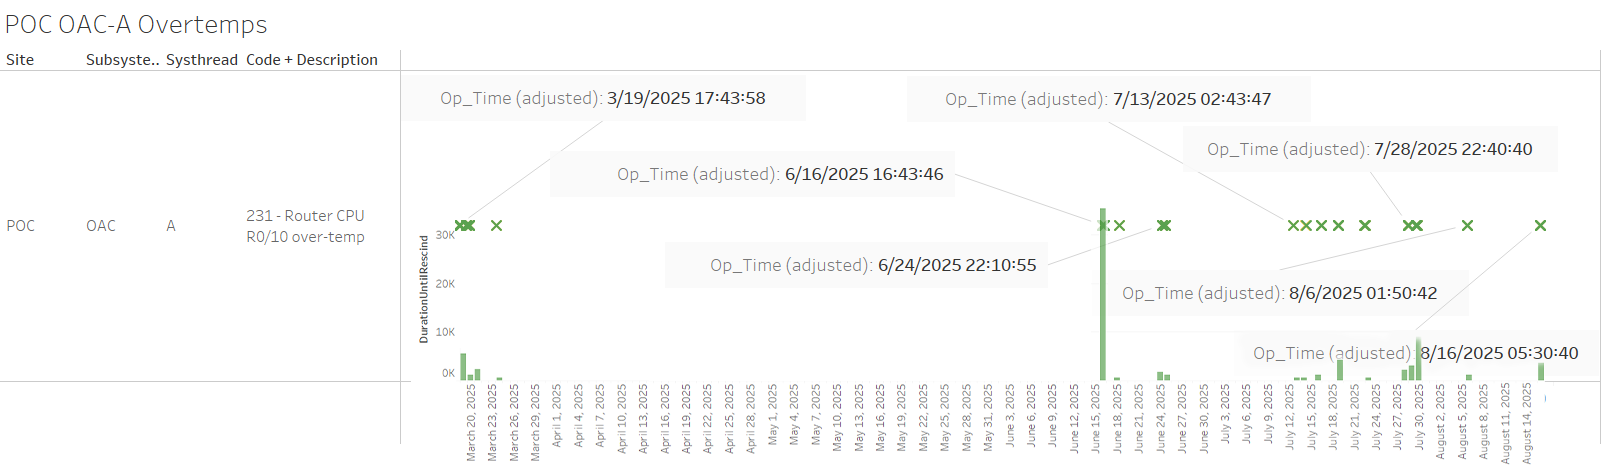 POC OAC-A Overtemps
Site Subsyste.. Systhread Code + Description
Op_Time (adjusted): 3/19/2025 17:43:58
Op_Time (adjusted): 7/13/2025 02:43:47
Op_Time (adjusted): 7/28/2025 22:40:40
Op_Time (adjusted): 6/16/2025 16:43:46
POC OAC A 231 - Router CPU
R0/10 over-temp
Op_Time (adjusted): 6/24/2025 22:10:55
Op_Time (adjusted): 8/6/2025 01:50:42
Op_Time (adjusted): 8/16/2025 05:30:40
DurationUntilRescind
30K
20K
10K
0K
March 20, 2025
March 23, 2025
March 26, 2025
March 29, 2025
April 1, 2025
April 4, 2025
April 7, 2025
April 10, 2025
April 13, 2025
April 16, 2025
April 19, 2025
April 22, 2025
April 25, 2025
April 28, 2025
May 1, 2025
May 4, 2025
May 7, 2025
May 10, 2025
May 13, 2025
May 16, 2025
May 19, 2025
May 22, 2025
May 25, 2025
May 28, 2025
May 31, 2025
June 3, 2025
June 6, 2025
June 9, 2025
June 12, 2025
June 15, 2025
June 18, 2025
June 21, 2025
June 24, 2025
June 27, 2025
June 30, 2025
July 3, 2025
July 6, 2025
July 9, 2025
July 12, 2025
July 15, 2025
July 18, 2025
July 21, 2025
July 24, 2025
July 27, 2025
July 30, 2025
August 2, 2025
August 5, 2025
August 8, 2025
August 11, 2025
August 14, 2025